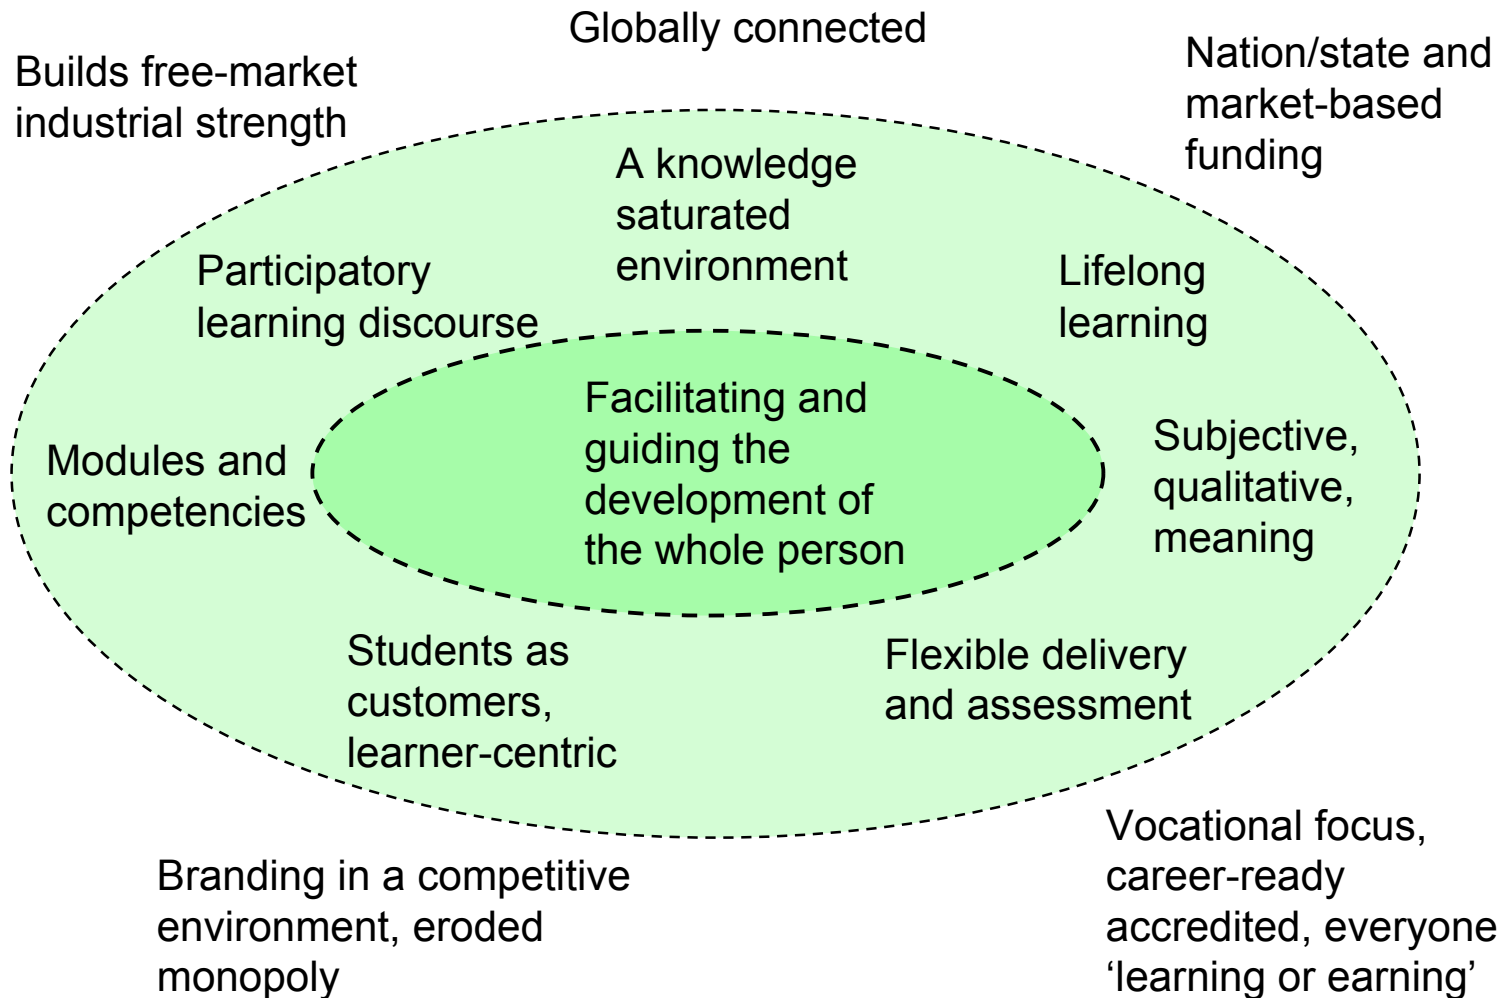 Globally connected
Builds free-market
industrial strength
Nation/state and
market-based
funding
A knowledge
saturated
environment
Participatory
learning discourse
Lifelong
learning
Facilitating and
guiding the
development of
the whole person
Modules and
competencies
Subjective,
qualitative,
meaning
Students as
customers,
learner-centric
Flexible delivery
and assessment
Branding in a competitive
environment, eroded
monopoly
Vocational focus,
career-ready
accredited, everyone
‘learning or earning’